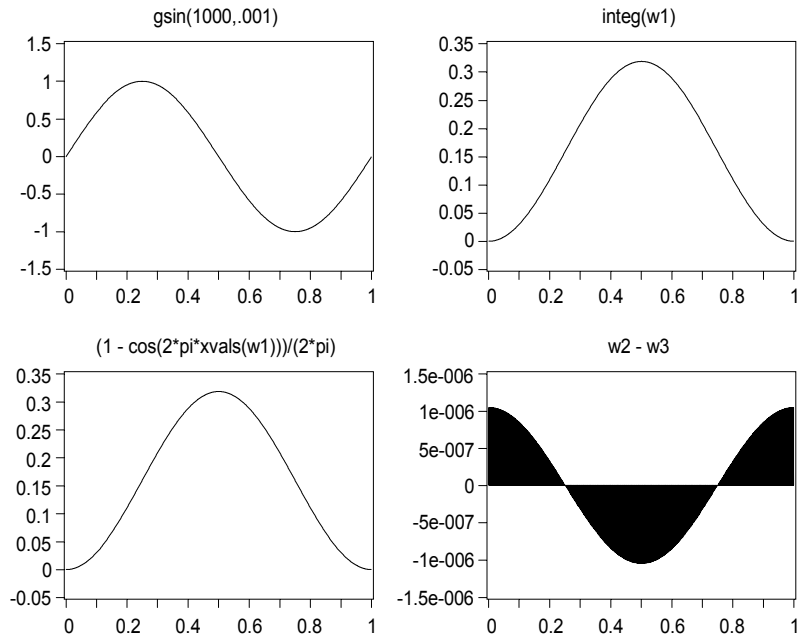 gsin(1000,.001)
1.5
1
0.5
0
-0.5
-1
-1.5
0 0.2 0.4 0.6 0.8 1
integ(w1)
0.35
0.3
0.25
0.2
0.15
0.1
0.05
0
-0.05
0 0.2 0.4 0.6 0.8 1
(1 - cos(2*pi*xvals(w1)))/(2*pi)
0.35
0.3
0.25
0.2
0.15
0.1
0.05
0
-0.05
0 0.2 0.4 0.6 0.8 1
w2 - w3
1.5e-006
1e-006
5e-007
0
-5e-007
-1e-006
-1.5e-006
0 0.2 0.4 0.6 0.8 1